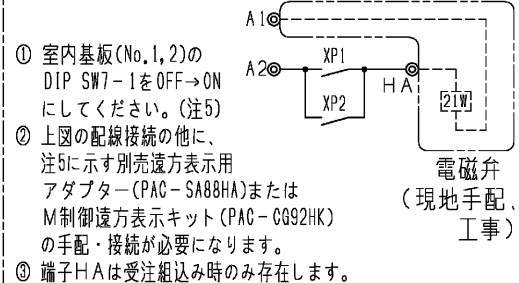 A1
① 室内基板(No.1,2)の
DIP SW7-1をOFF→ON
にしてください。(注5)
A2
XP1
HA
XP2
21W
② 上図の配線接続の他に、
注5に示す別売遠方表示用
アダプター(PAC-SA88HA)または
M制御遠方表示キット(PAC-CG92HK)
の手配・接続が必要になります。
電磁弁
(現地手配、
工事)
③ 端子HAは受注組込み時のみ存在します。